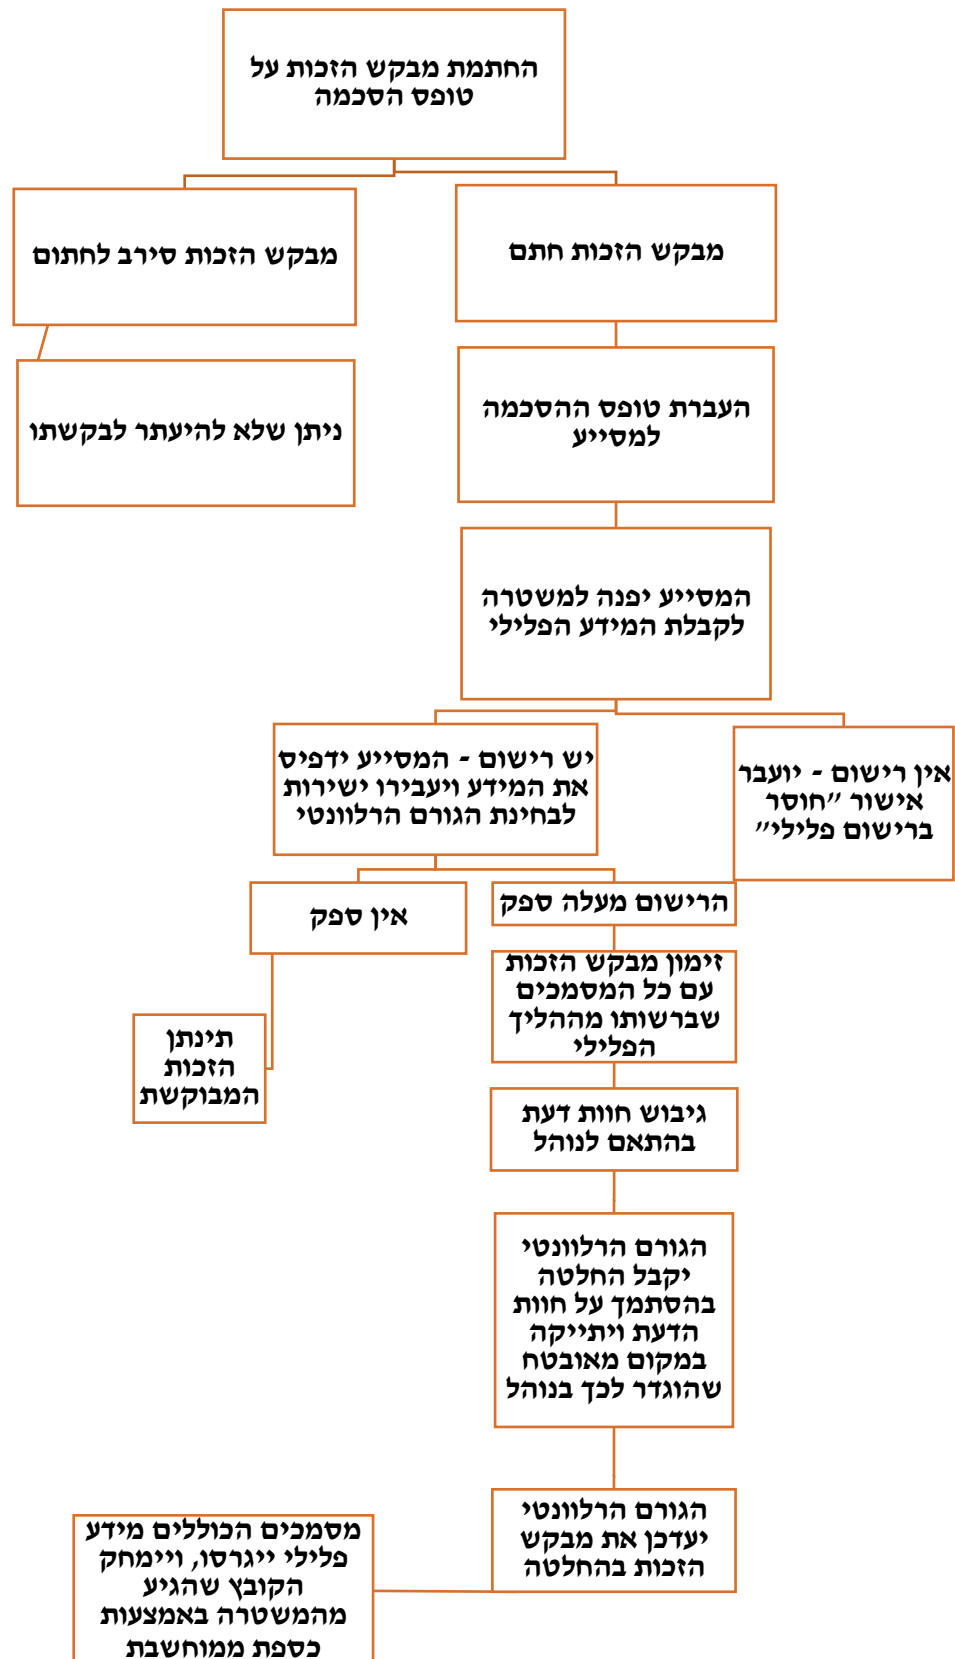 החתמת מבקש הזכות על
טופס הסכמה
מבקש הזכות חתם
מבקש הזכות סירב לחתום
העברת טופס ההסכמה
למסייע
ניתן שלא להיעתר לבקשתו
המסייע יפנה למשטרה
לקבלת המידע הפלילי
אין רישום - יועבר
אישור "חוסר
ברישום פלילי"
יש רישום - המסייע ידפיס
את המידע ויעבירו ישירות
לבחינת הגורם הרלוונטי
הרישום מעלה ספק
אין ספק
זימון מבקש הזכות
עם כל המסמכים
שברשותו מההליך
הפלילי
תינתן
הזכות
המבוקשת
גיבוש חוות דעת
בהתאם לנוהל
הגורם הרלוונטי
יקבל החלטה
בהסתמך על חוות
הדעת ויתייקה
במקום מאובטח
שהוגדר לכך בנוהל
הגורם הרלוונטי
יעדכן את מבקש
הזכות בהחלטה
מסמכים הכוללים מידע
פלילי ייגרסו, ויימחק
הקובץ שהגיע
מהמשטרה באמצעות
כספת ממוחשבת